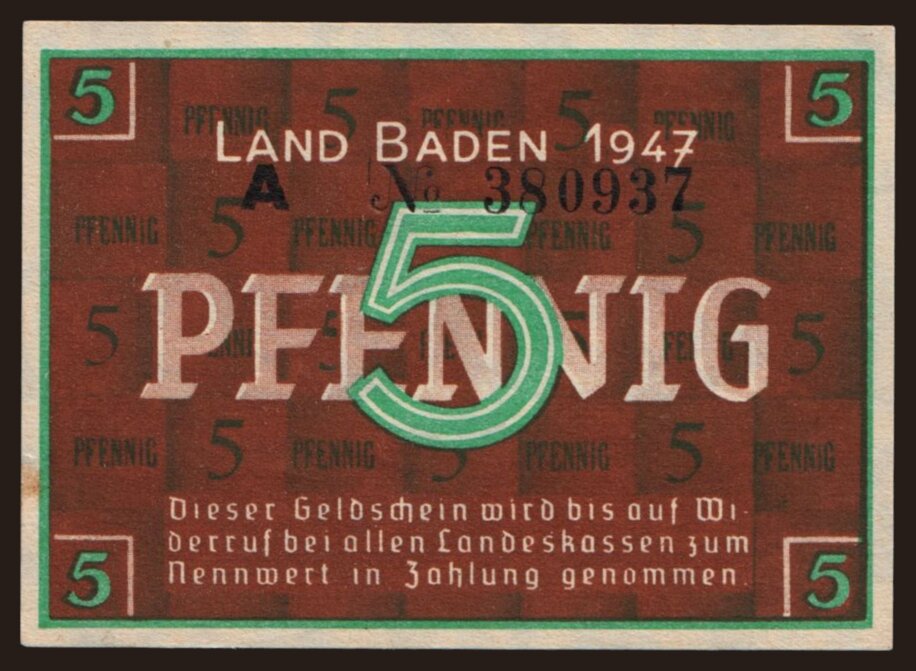 5 5
LAND BADEN 1947
A No 380937
5
PFENNIG
Dieser Geldschein wird bis auf Wi-
derruf bei allen Landeskassen zum
Nennwert in Zahlung genommen.
5 5